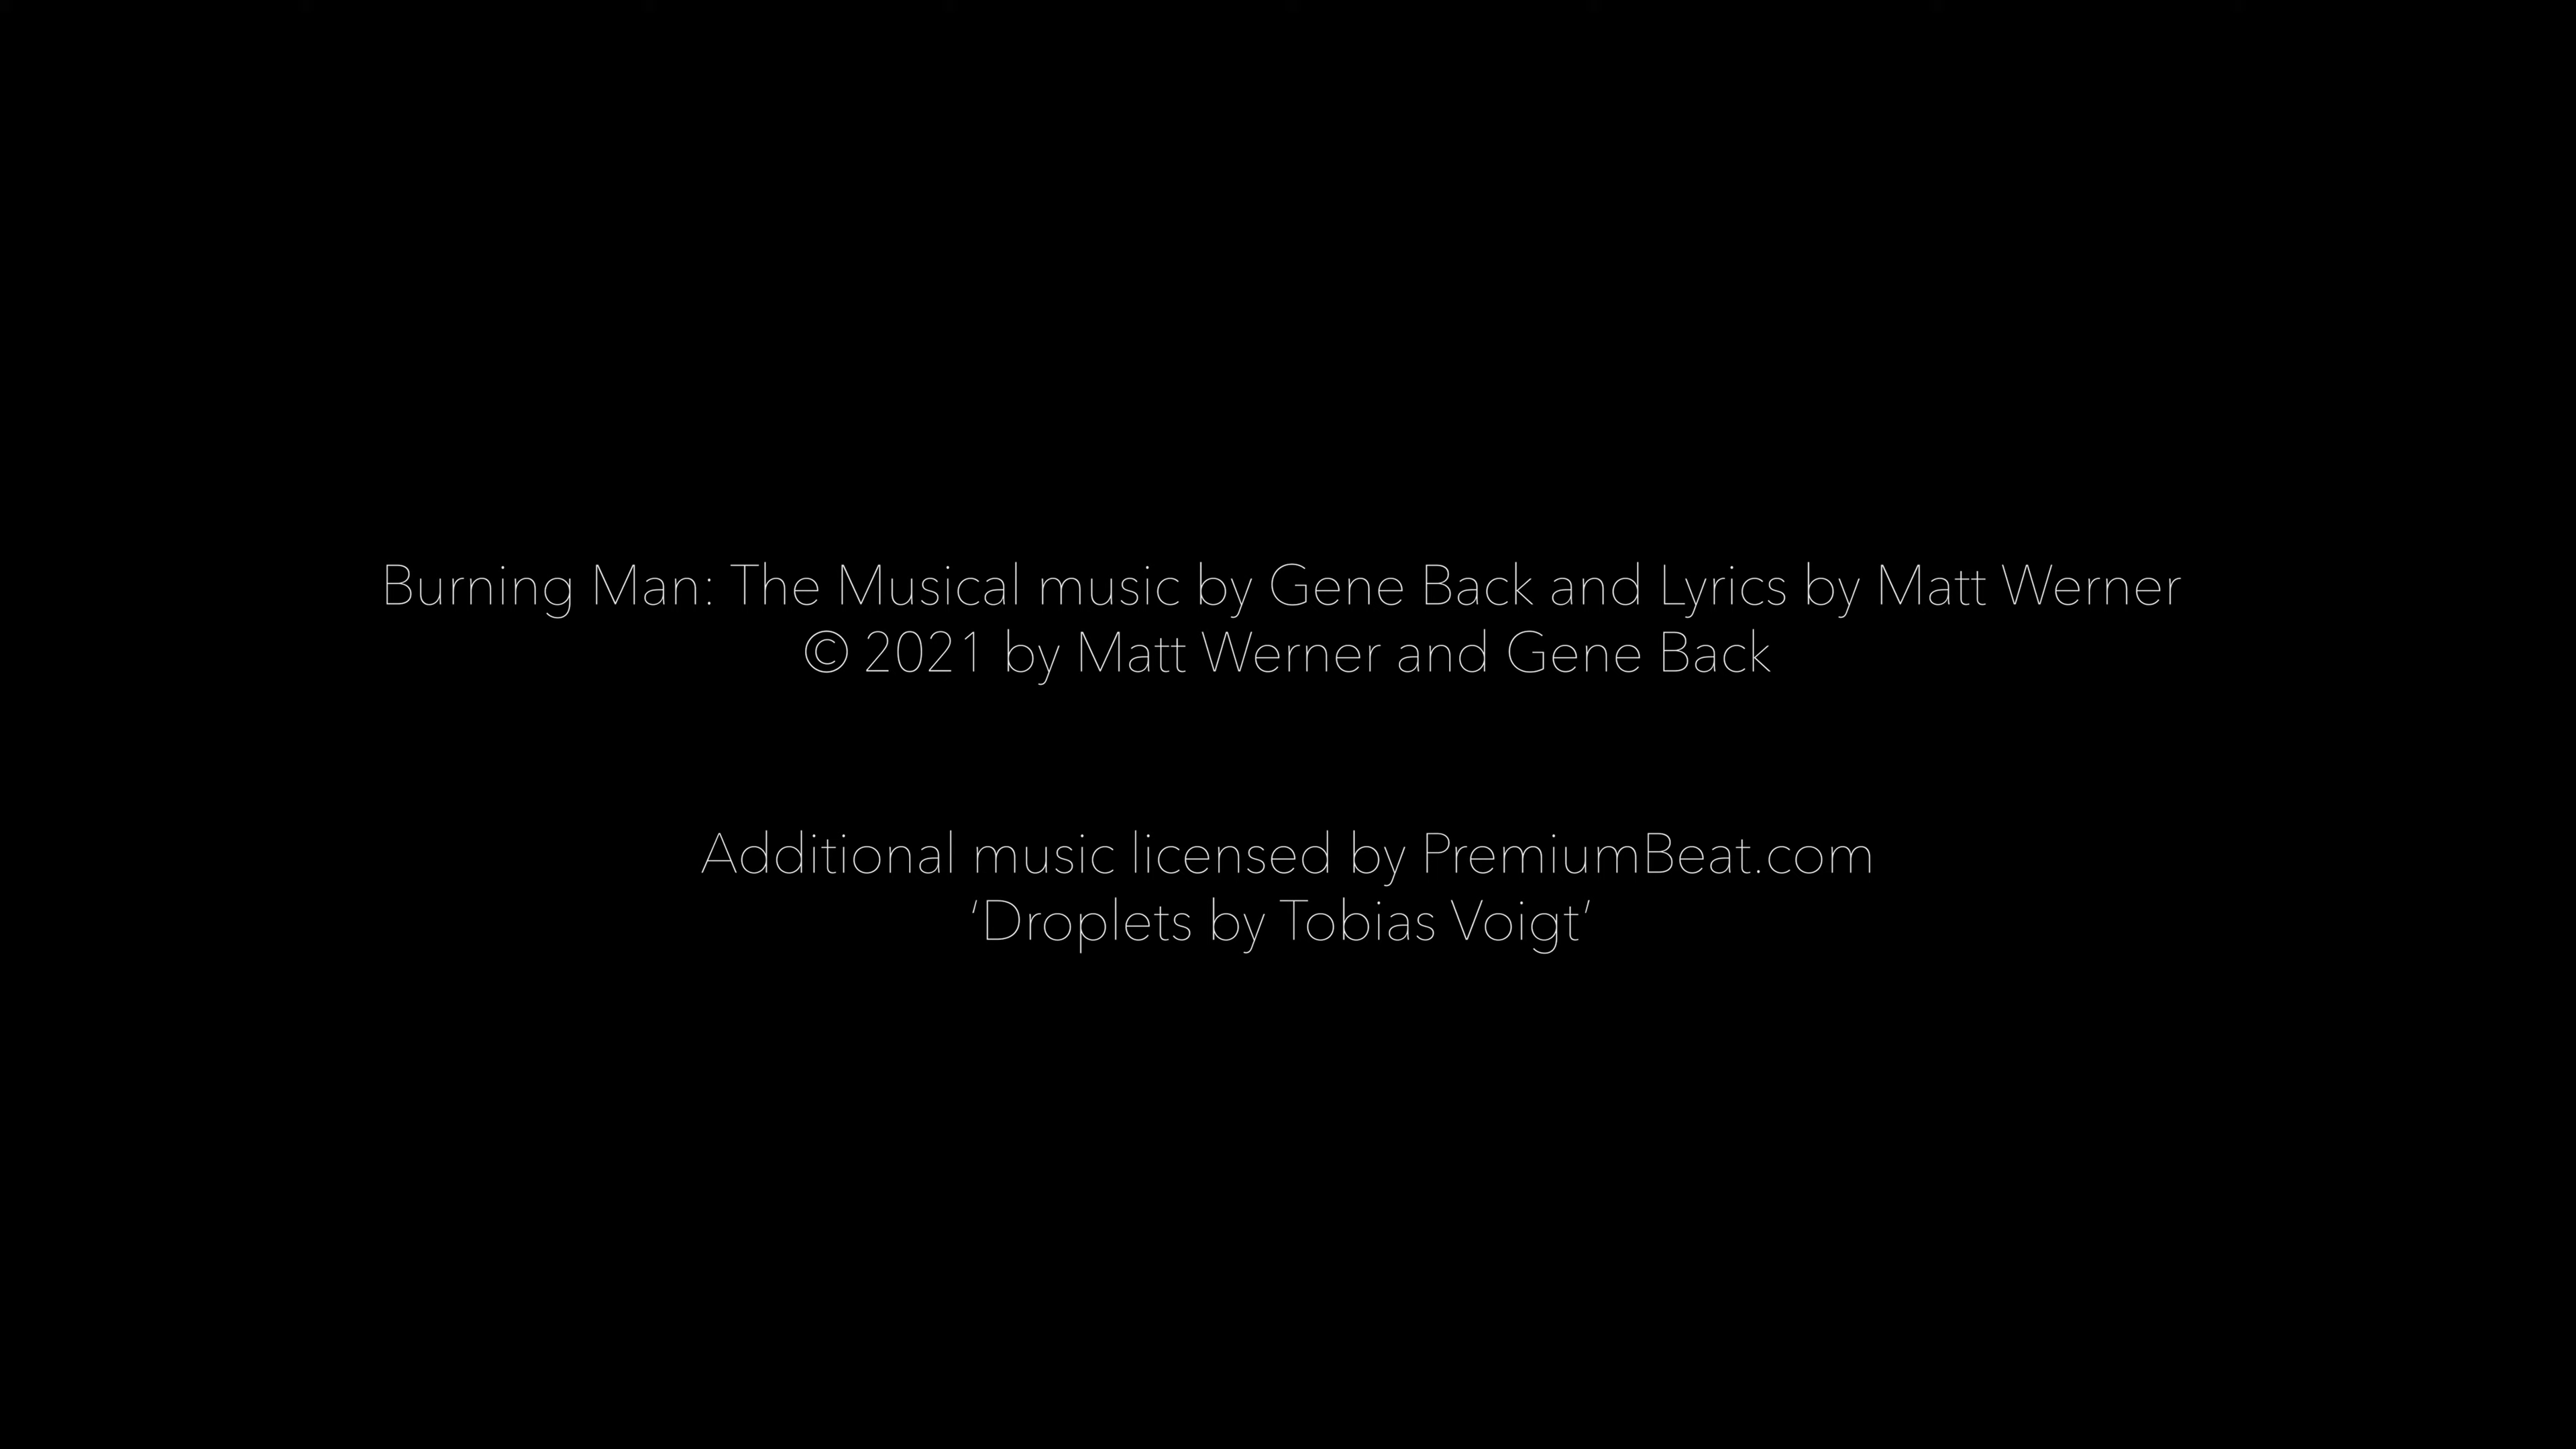 Burning Man: The Musical music by Gene Back and Lyrics by Matt Werner
© 2021 by Matt Werner and Gene Back
Additional music licensed by PremiumBeat.com
‘Droplets by Tobias Voigt’